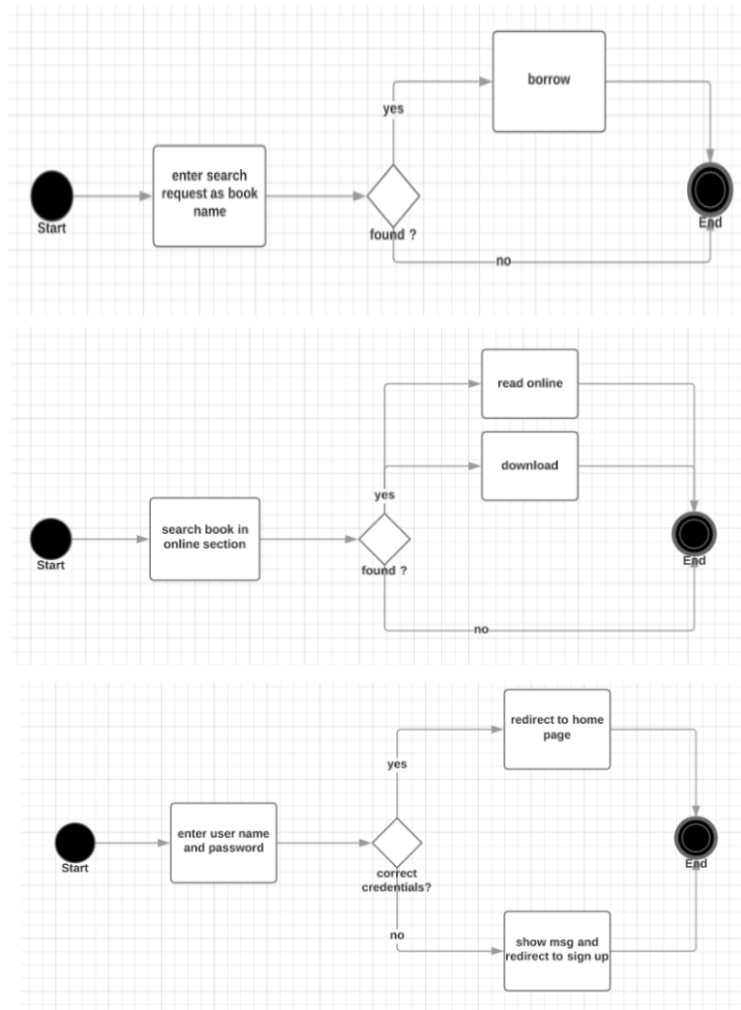 borrow
yes
enter search
request as book
name
Start
found ?
End
no
read online
download
yes
search book in
online section
Start
found ?
End
no
redirect to home
page
yes
enter user name
and password
Start
correct
credentials?
End
no
show msg and
redirect to sign up